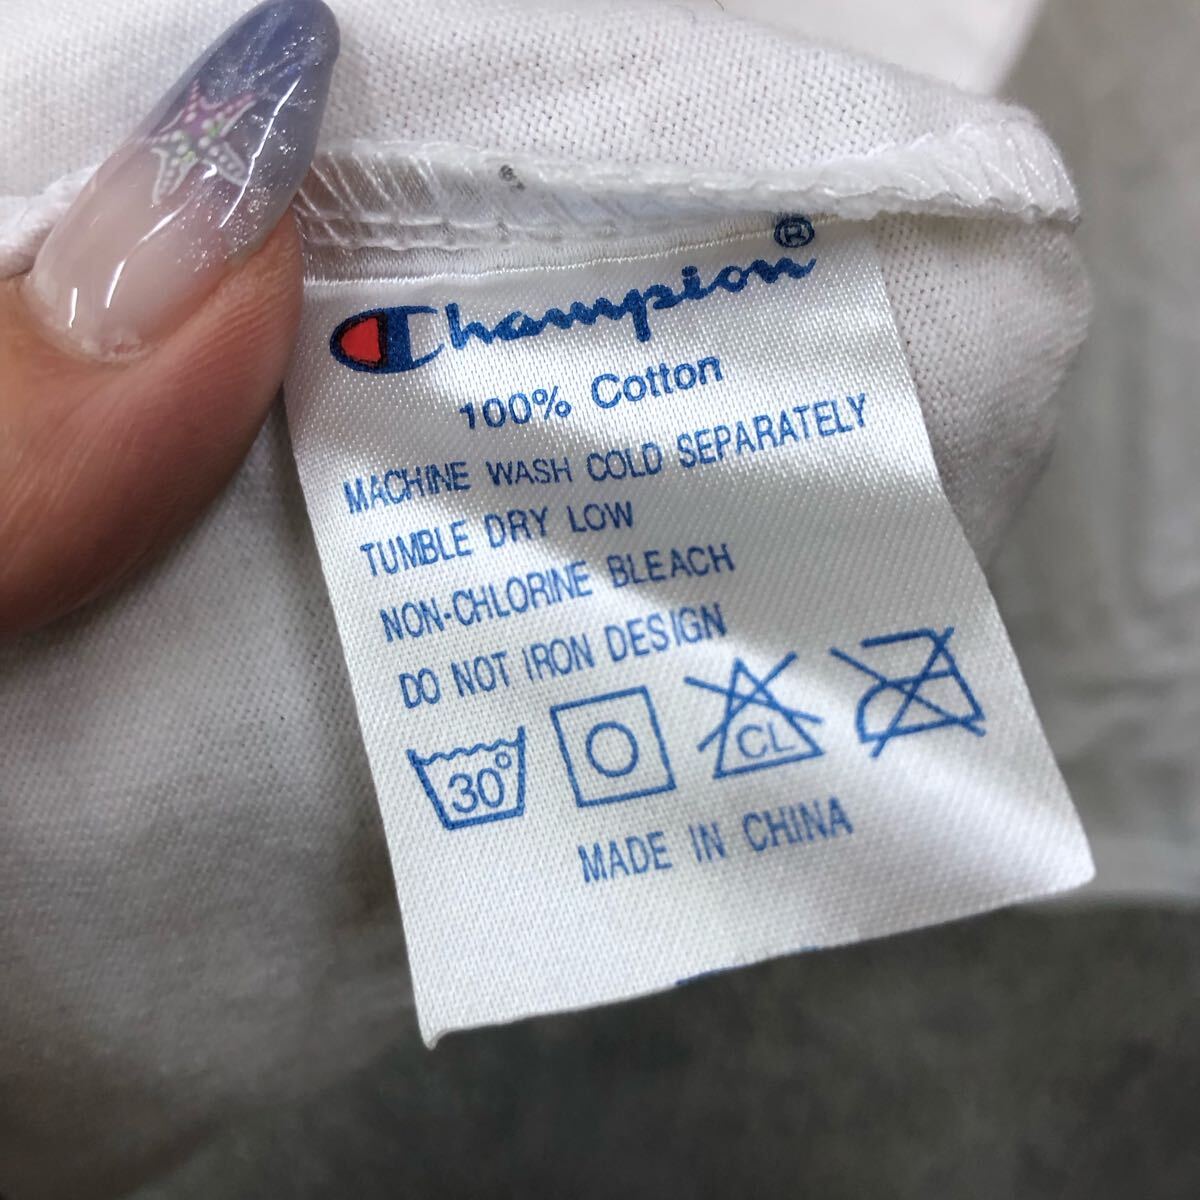 Champion®
100% Cotton
MACHINE WASH COLD SEPARATELY
TUMBLE DRY LOW
NON-CHLORINE BLEACH
DO NOT IRON DESIGN
30° CL
MADE IN CHINA